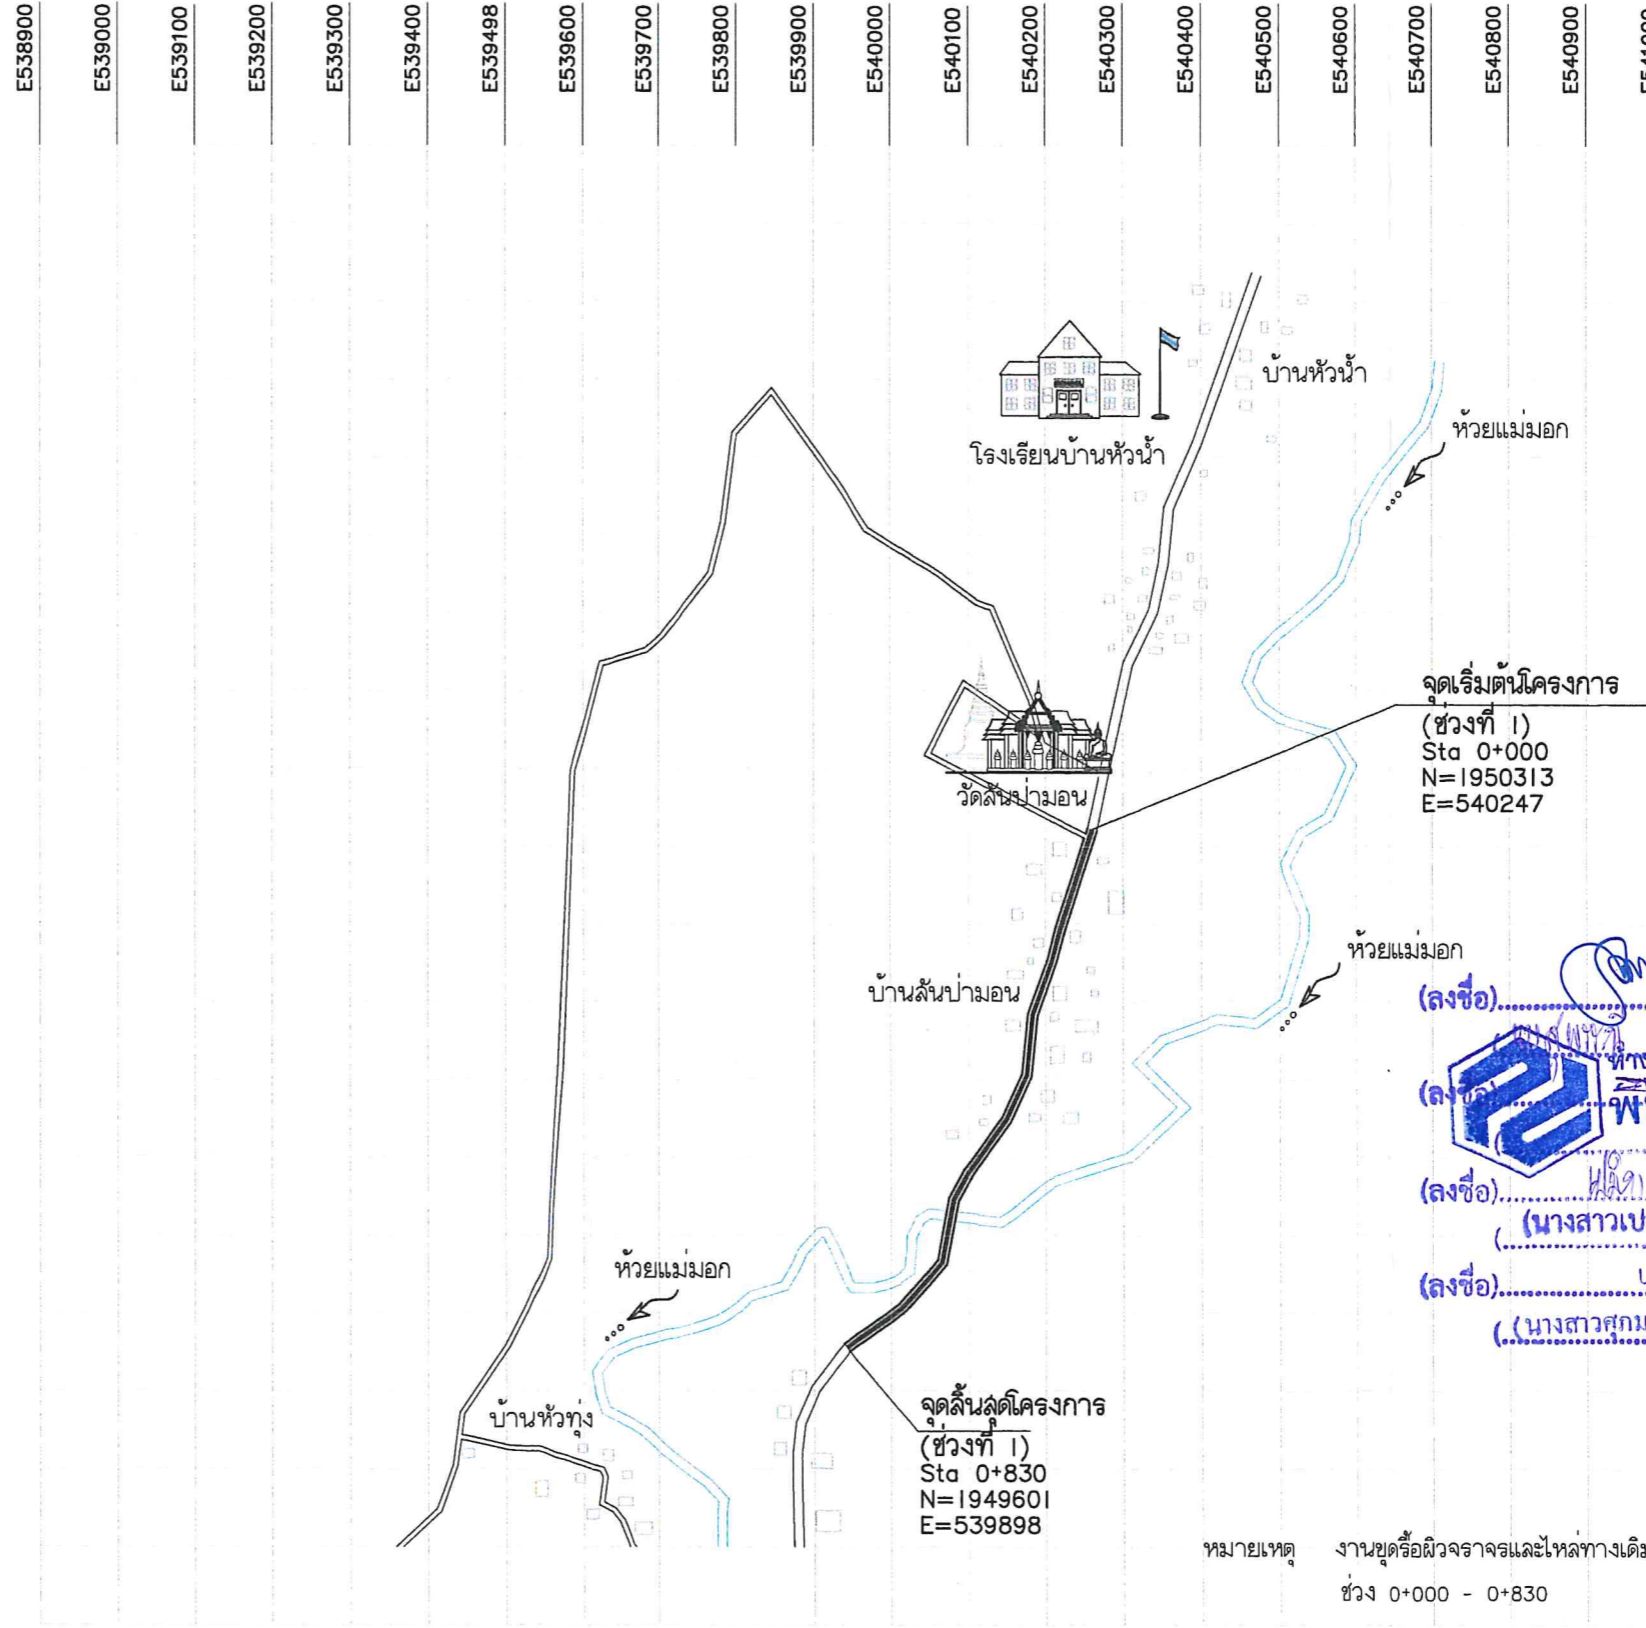 E538900
E539000
E539100
E539200
E539300
E539400
E539498
E539600
E539700
E539800
E539900
E540000
E540100
E540200
E540300
E540400
E540500
E540600
E540700
E540800
E540900
บ้านหัวน้ำ
ห้วยแม่มอก
โรงเรียนบ้านหัวน้ำ
จุดเริ่มต้นโครงการ
(ช่วงที่ 1)
Sta 0+000
N=1950313
E=540247
วัดสันป่ามอน
ห้วยแม่มอก
บ้านสันป่ามอน
(ลงชื่อ)
ห้าง
(ลงชื่อ)
(ลงชื่อ)
(นางสาวเป
ห้วยแม่มอก
(ลงชื่อ)
(นางสาวศุภม
จุดสิ้นสุดโครงการ
(ช่วงที่ 1)
Sta 0+830
N=1949601
E=539898
บ้านหัวทุ่ง
หมายเหตุ งานขุดรื้อผิวจราจรและไหล่ทางเดิม
ช่วง 0+000 - 0+830